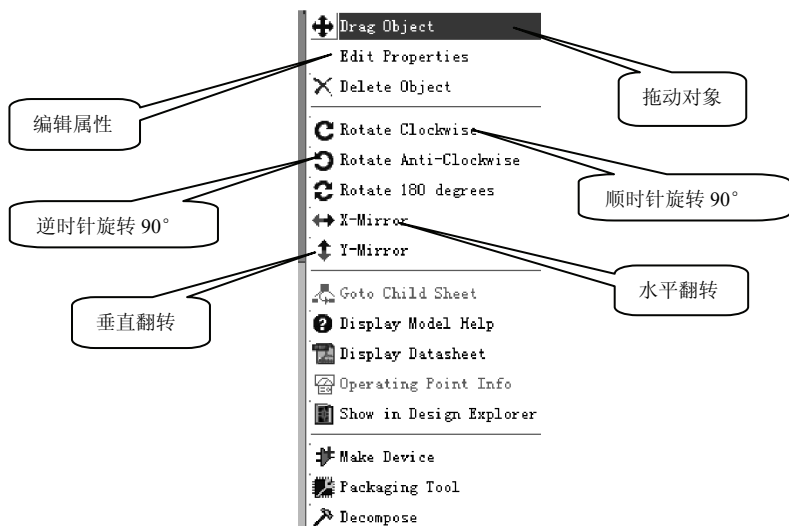 Drag Object
Edit Properties
Delete Object
拖动对象
编辑属性
Rotate Clockwise
Rotate Anti-Clockwise
Rotate 180 degrees
顺时针旋转 90°
逆时针旋转 90°
X-Mirror
Y-Mirror
水平翻转
垂直翻转
Goto Child Sheet
Display Model Help
Display Datasheet
Operating Point Info
Show in Design Explorer
Make Device
Packaging Tool
Decompose